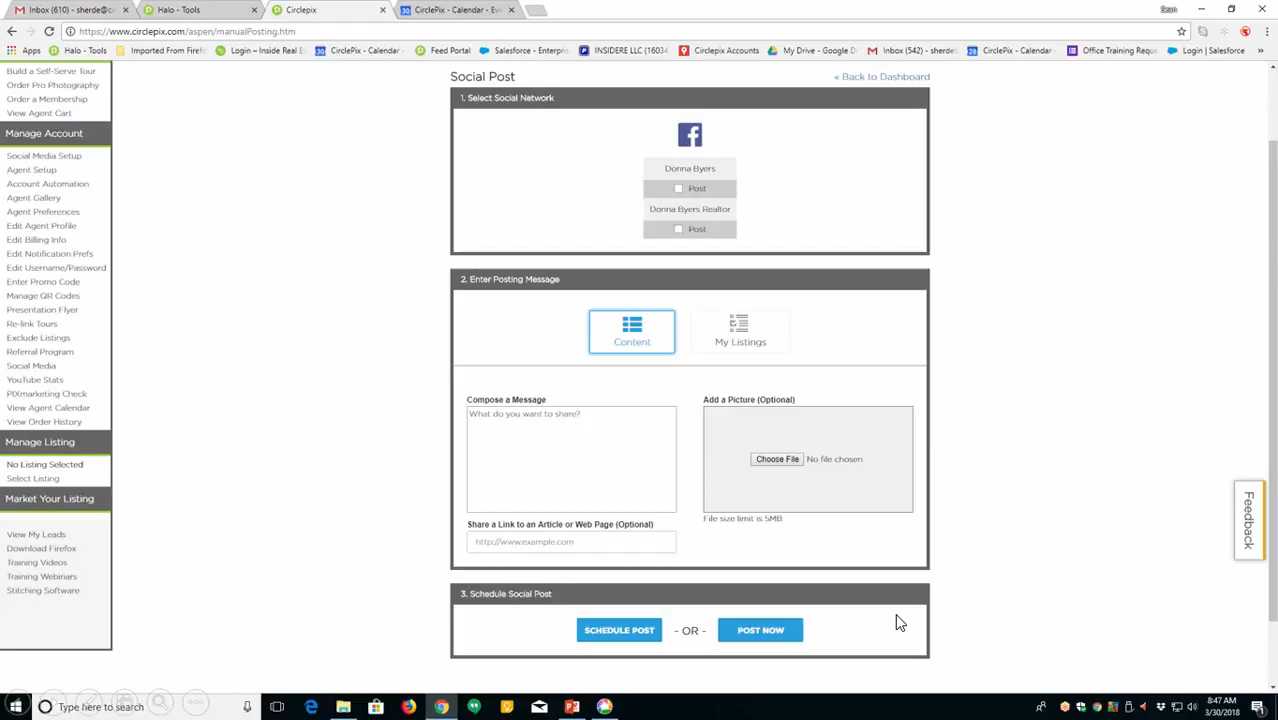 Inbox (610) - sherde@c
Halo - Tools
Circlepix
CirclePix - Calendar - Eve
Sean
https://www.circlepix.com/aspen/manualPosting.htm
Apps
Halo - Tools
Imported From Firefo
Login – Inside Real Es
CirclePix - Calendar -
Feed Portal
Salesforce - Enterpris
INSIDERE LLC (16034
Circlepix Accounts
My Drive - Google D
Inbox (542) - sherde
CirclePix - Calendar -
Office Training Requ
Login | Salesforce
Build a Self-Serve Tour
Order Pro Photography
Order a Membership
View Agent Cart
Manage Account
Social Media Setup
Agent Setup
Account Automation
Agent Gallery
Agent Preferences
Edit Agent Profile
Edit Billing Info
Edit Notification Prefs
Edit Username/Password
Enter Promo Code
Manage QR Codes
Presentation Flyer
Re-link Tours
Exclude Listings
Referral Program
Social Media
YouTube Stats
PIXmarketing Check
View Agent Calendar
View Order History
Manage Listing
No Listing Selected
Select Listing
Market Your Listing
View My Leads
Download Firefox
Training Videos
Training Webinars
Stitching Software
Social Post
« Back to Dashboard
1. Select Social Network
Donna Byers
Post
Donna Byers Realtor
Post
2. Enter Posting Message
Content
My Listings
Compose a Message
What do you want to share?
Add a Picture (Optional)
Choose File No file chosen
File size limit is 5MB
Share a Link to an Article or Web Page (Optional)
http://www.example.com
3. Schedule Social Post
SCHEDULE POST
- OR -
POST NOW
Feedback
Type here to search
8:47 AM
3/30/2018